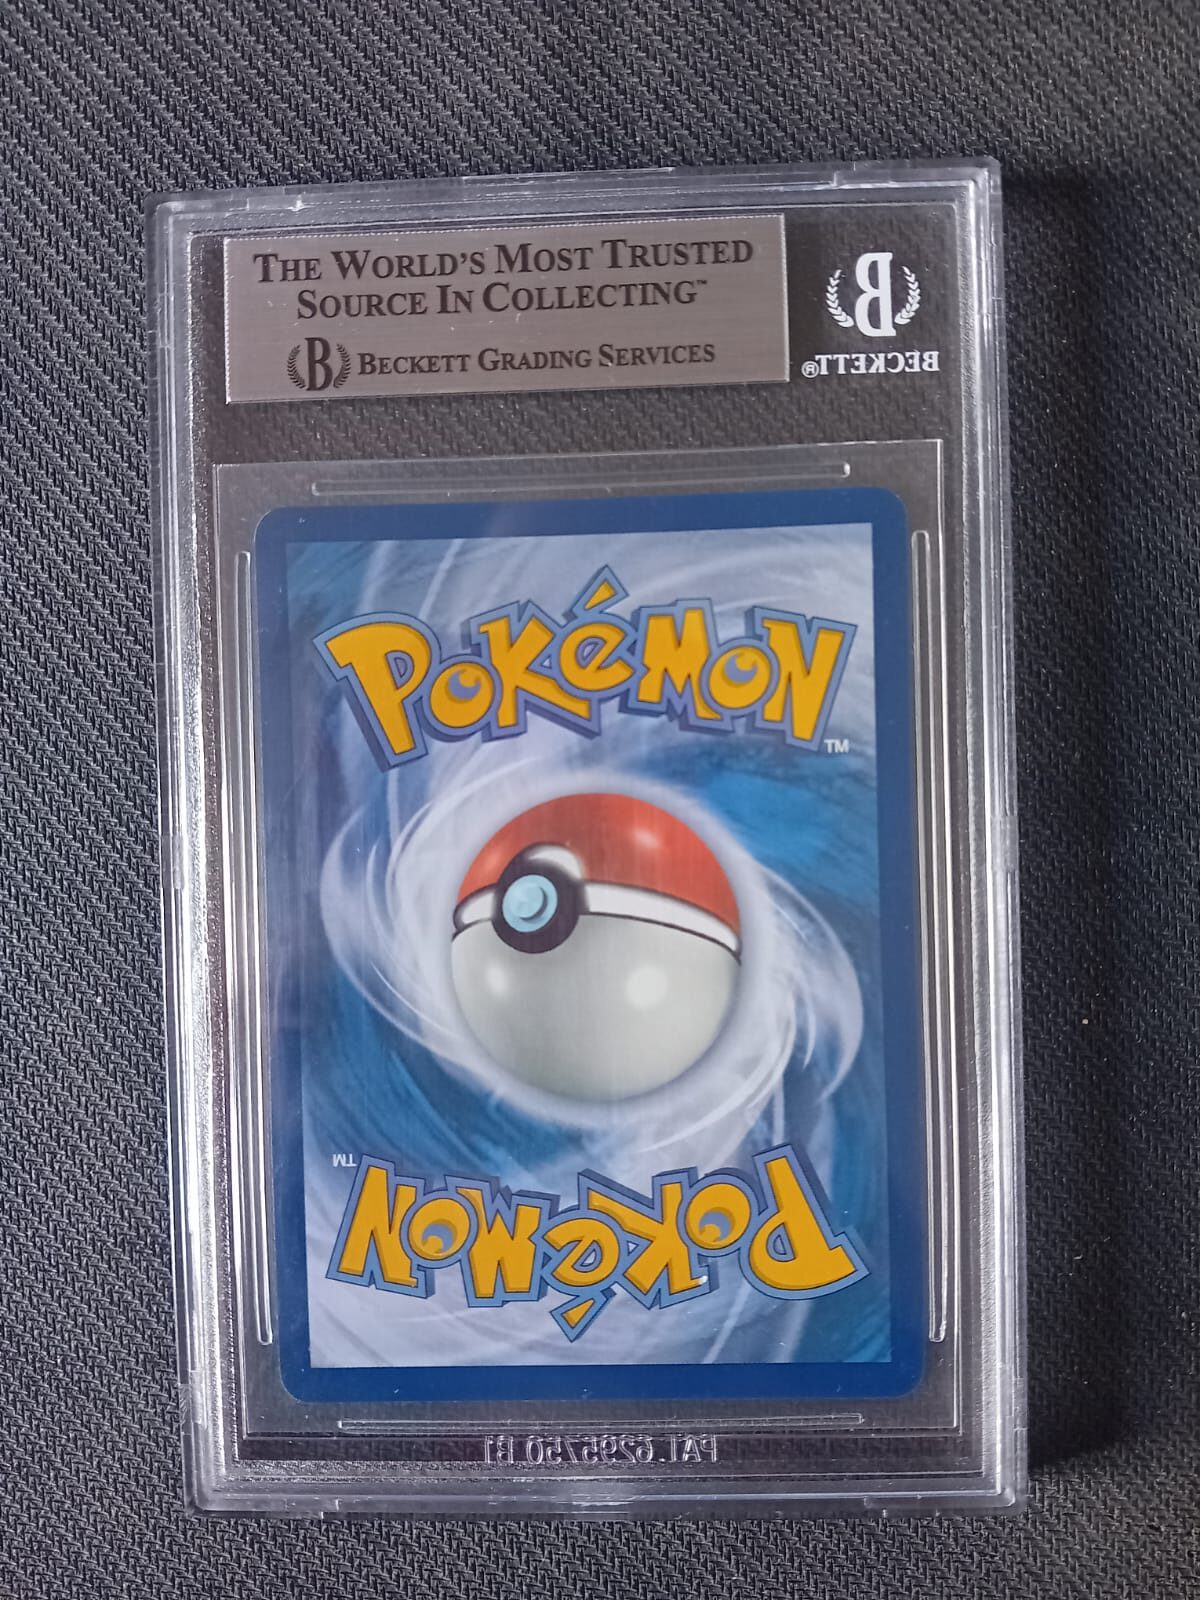 THE WORLD'S MOST TRUSTED
SOURCE IN COLLECTING™
B BECKETT GRADING SERVICES
B
BECKETT®
POKéMON
TM
POKéMON
TM
PAT. 6295750 B1